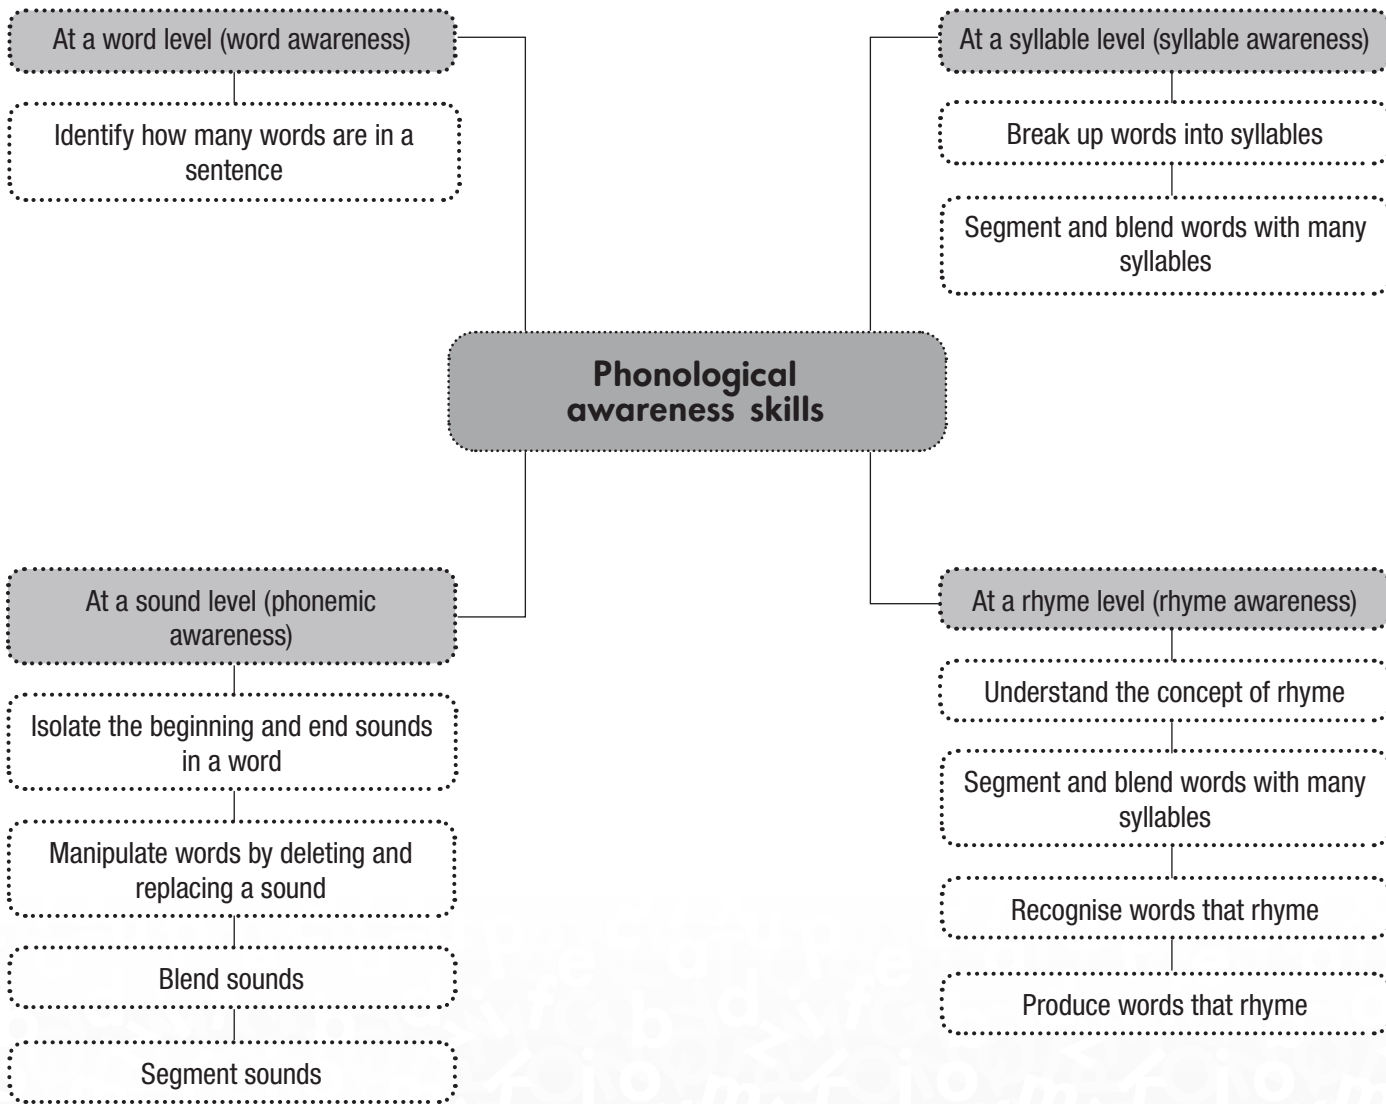 At a word level (word awareness)
Identify how many words are in a
sentence
At a syllable level (syllable awareness)
Break up words into syllables
Segment and blend words with many
syllables
Phonological
awareness skills
At a sound level (phonemic
awareness)
Isolate the beginning and end sounds
in a word
Manipulate words by deleting and
replacing a sound
Blend sounds
Segment sounds
At a rhyme level (rhyme awareness)
Understand the concept of rhyme
Segment and blend words with many
syllables
Recognise words that rhyme
Produce words that rhyme